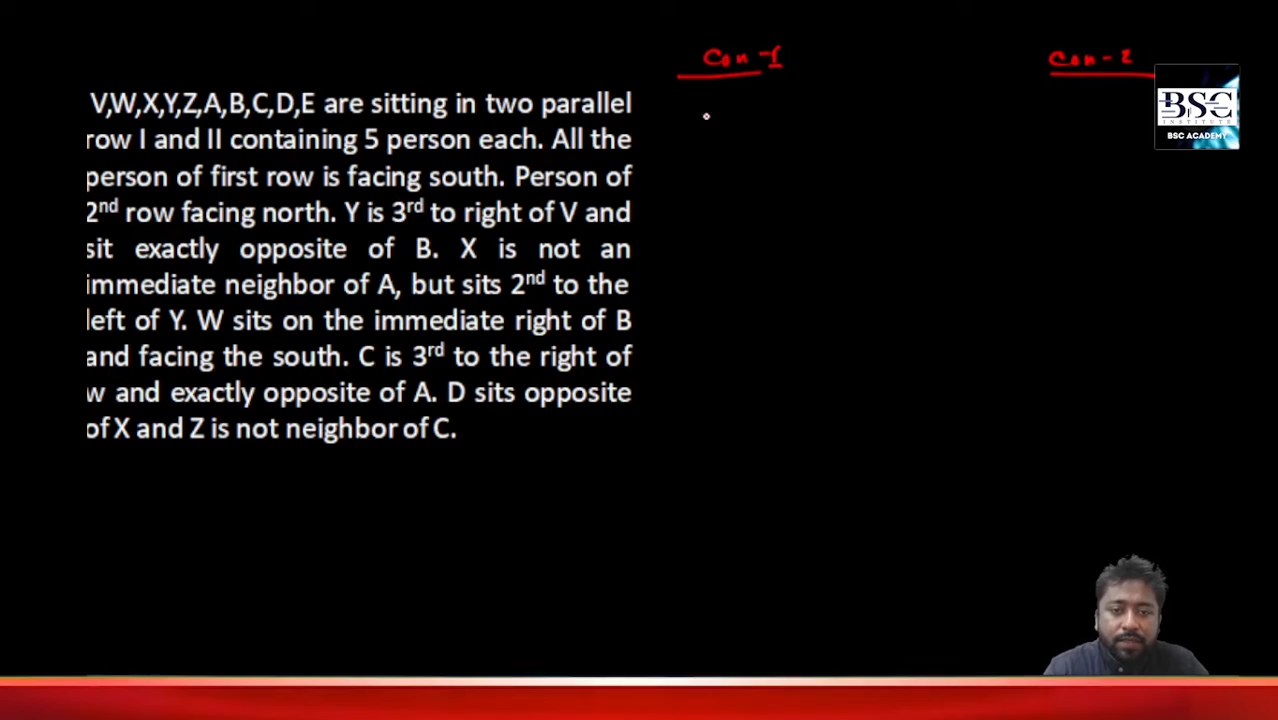 Con -1
Con - 2
V,W,X,Y,Z,A,B,C,D,E are sitting in two parallel
row I and II containing 5 person each. All the
person of first row is facing south. Person of
2nd row facing north. Y is 3rd to right of V and
sit exactly opposite of B. X is not an
immediate neighbor of A, but sits 2nd to the
left of Y. W sits on the immediate right of B
and facing the south. C is 3rd to the right of
w and exactly opposite of A. D sits opposite
of X and Z is not neighbor of C.
BSC
INSTITUTE
BSC ACADEMY